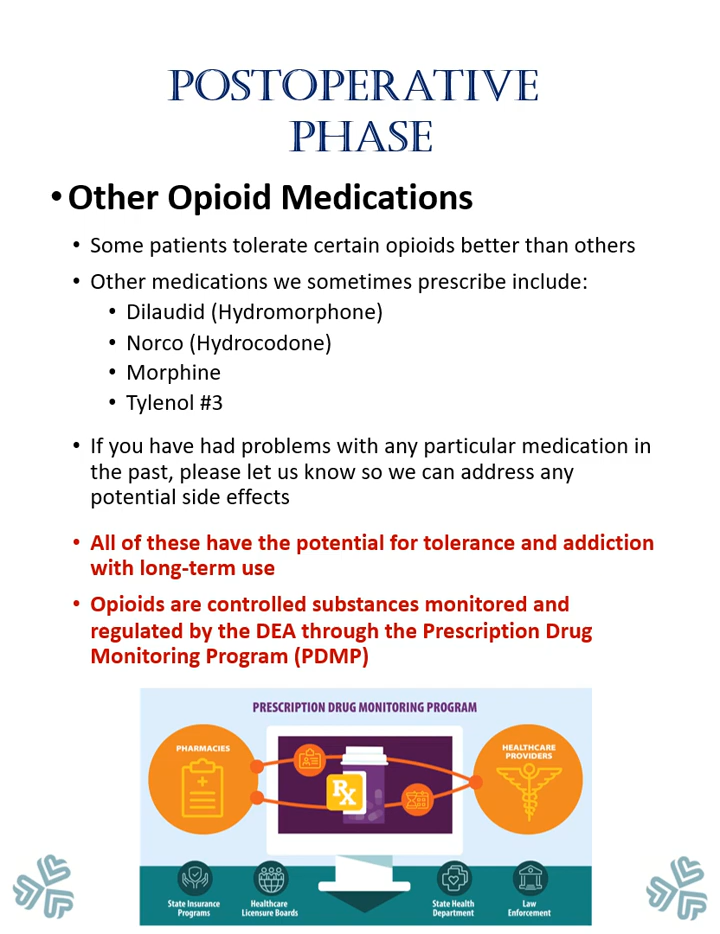 POSTOPERATIVE
PHASE
• Other Opioid Medications
• Some patients tolerate certain opioids better than others
• Other medications we sometimes prescribe include:
• Dilaudid (Hydromorphone)
• Norco (Hydrocodone)
• Morphine
• Tylenol #3
• If you have had problems with any particular medication in
the past, please let us know so we can address any
potential side effects
• All of these have the potential for tolerance and addiction
with long-term use
• Opioids are controlled substances monitored and
regulated by the DEA through the Prescription Drug
Monitoring Program (PDMP)
PRESCRIPTION DRUG MONITORING PROGRAM
PHARMACIES
HEALTHCARE
PROVIDERS
Rx
State Insurance
Programs
Healthcare
Licensure Boards
State Health
Department
Law
Enforcement